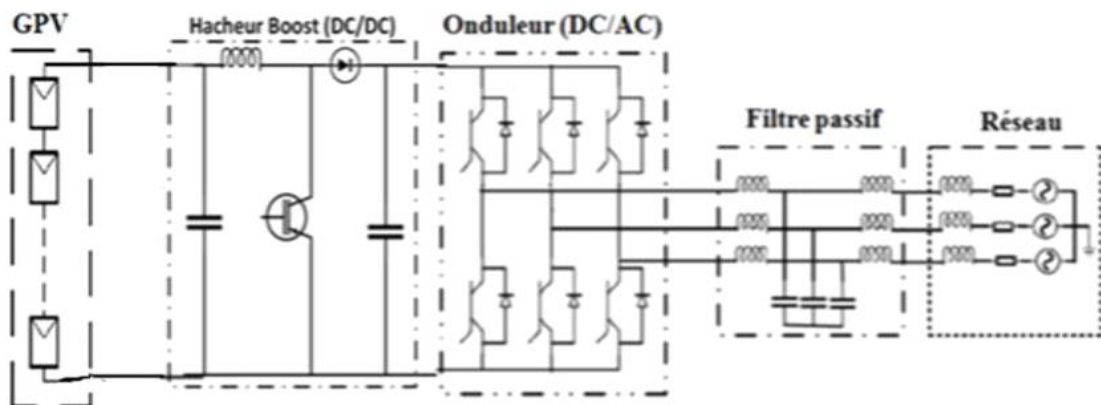 GPV
Hacheur Boost (DC/DC)
Onduleur (DC/AC)
Filtre passif
Réseau